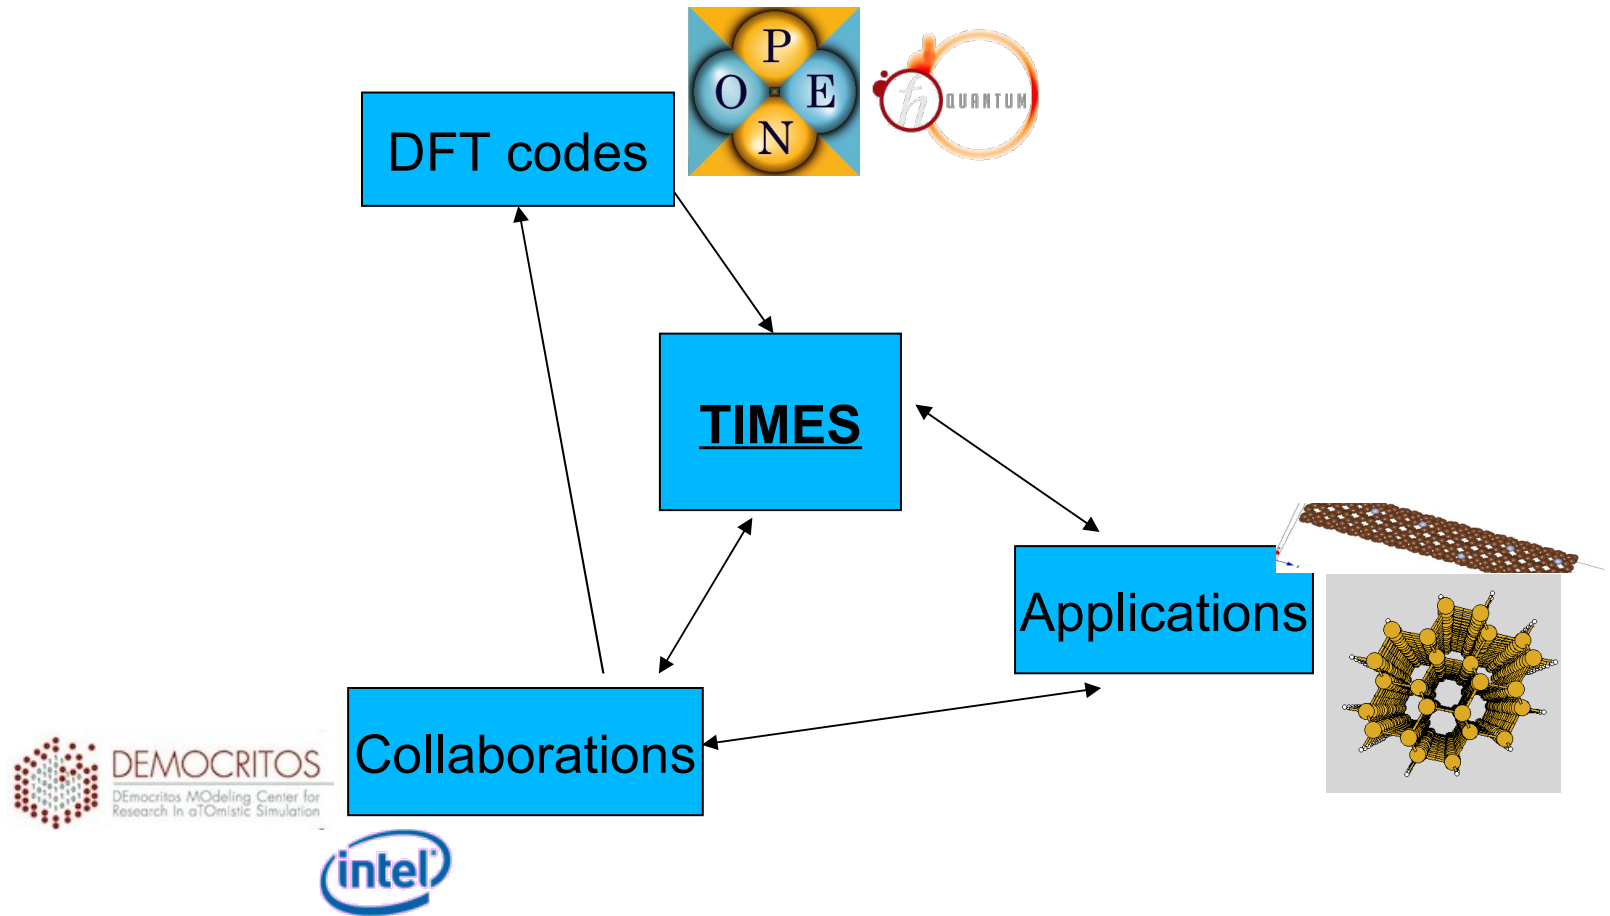 P
O E
N
ħ QUANTUM
DFT codes
TIMES
Applications
Collaborations
DEMOCRITOS
DEmocritos MOdeling Center for
Research In aTOmistic Simulation
intel